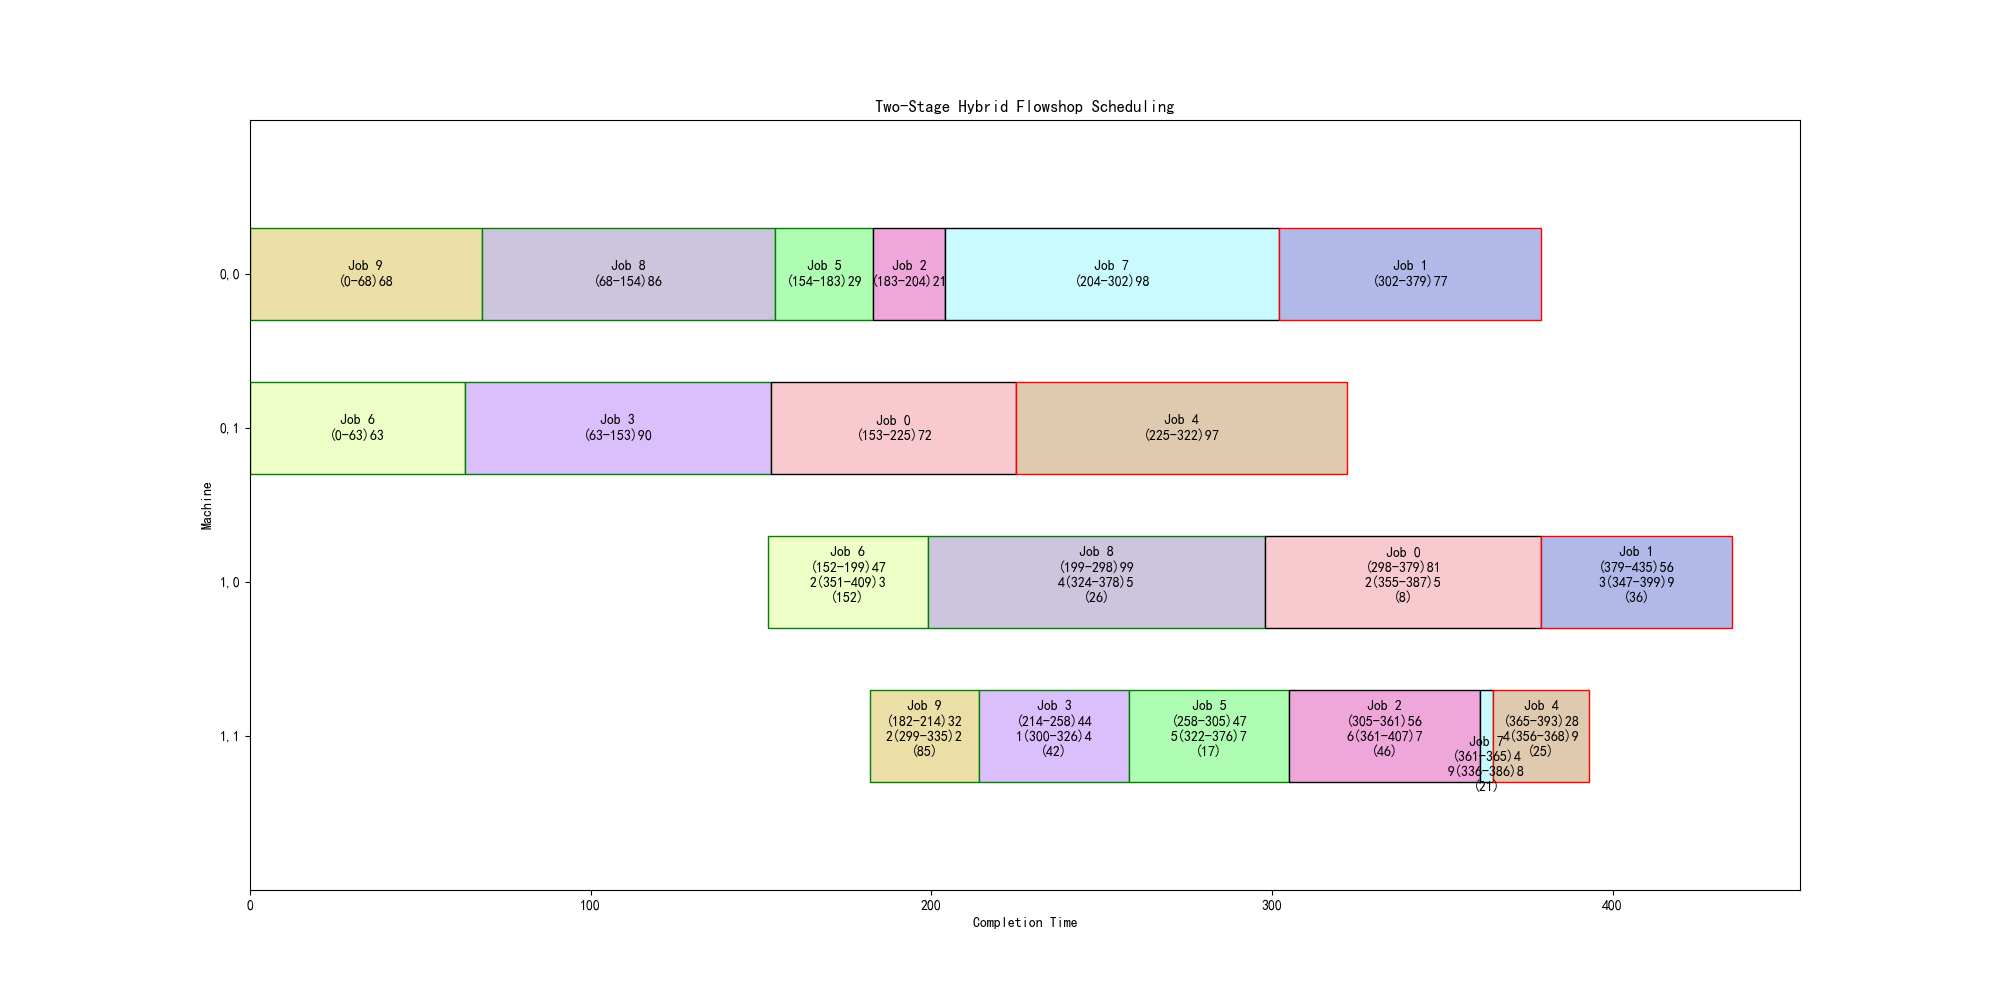 Two-Stage Hybrid Flowshop Scheduling
Machine
0,0
Job 9
(0-68)68
Job 8
(68-154)86
Job 5
(154-183)29
Job 2
(183-204)21
Job 7
(204-302)98
Job 1
(302-379)77
0,1
Job 6
(0-63)63
Job 3
(63-153)90
Job 0
(153-225)72
Job 4
(225-322)97
1,0
Job 6
(152-199)47
2(351-409)3
(152)
Job 8
(199-298)99
4(324-378)5
(26)
Job 0
(298-379)81
2(355-387)5
(8)
Job 1
(379-435)56
3(347-399)9
(36)
1,1
Job 9
(182-214)32
2(299-335)2
(85)
Job 3
(214-258)44
1(300-326)4
(42)
Job 5
(258-305)47
5(322-376)7
(17)
Job 2
(305-361)56
6(361-407)7
(46)
Job 7
(361-365)4
9(336-386)8
(21)
Job 4
(365-393)28
4(356-368)9
(25)
0
100
200
300
400
Completion Time